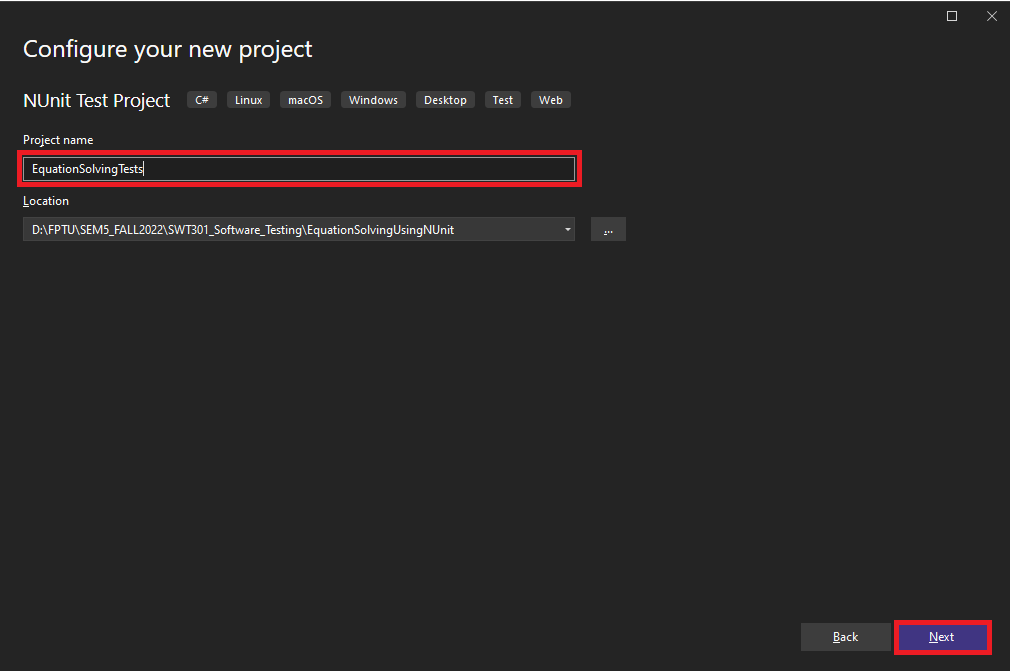 Configure your new project
NUnit Test Project C# Linux macOS Windows Desktop Test Web
Project name
EquationSolvingTests
Location
D:\FPTU\SEM5_FALL2022\SWT301_Software_Testing\EquationSolvingUsingNUnit ...
Back Next